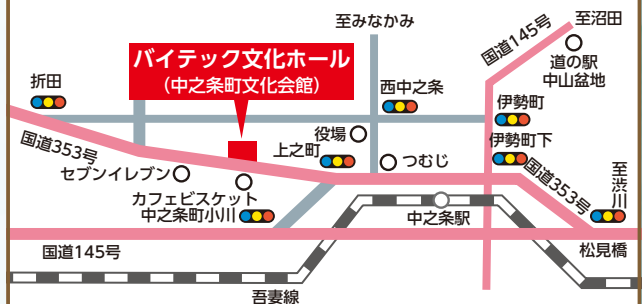 至みなかみ
至沼田
国道145号
道の駅
中山盆地
バイテック文化ホール
(中之条町文化会館)
折田
西中之条
伊勢町
役場
上之町
つむじ
伊勢町下
国道353号
セブンイレブン
カフェビスケット
中之条町小川
国道353号
至渋川
中之条駅
国道145号
松見橋
吾妻線